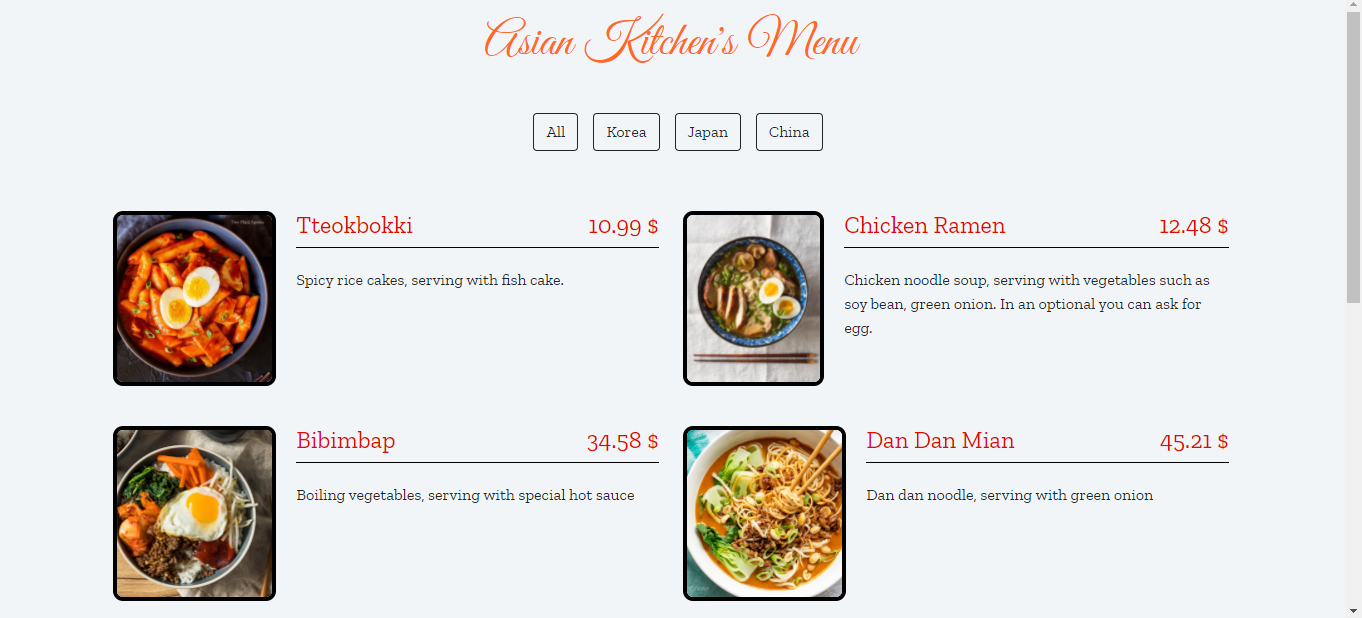 Asian Kitchen's Menu
All
Korea
Japan
China
Tteokbokki 10.99 $
Spicy rice cakes, serving with fish cake.
Chicken Ramen 12.48 $
Chicken noodle soup, serving with vegetables such as
soy bean, green onion. In an optional you can ask for
egg.
Bibimbap 34.58 $
Boiling vegetables, serving with special hot sauce
Dan Dan Mian 45.21 $
Dan dan noodle, serving with green onion